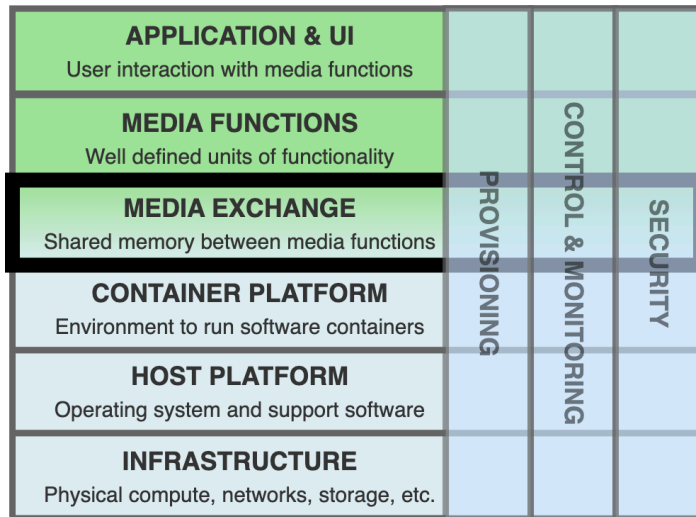 APPLICATION & UI
User interaction with media functions
MEDIA FUNCTIONS
Well defined units of functionality
MEDIA EXCHANGE
Shared memory between media functions
CONTAINER PLATFORM
Environment to run software containers
HOST PLATFORM
Operating system and support software
INFRASTRUCTURE
Physical compute, networks, storage, etc.
PROVISIONING
CONTROL & MONITORING
SECURITY